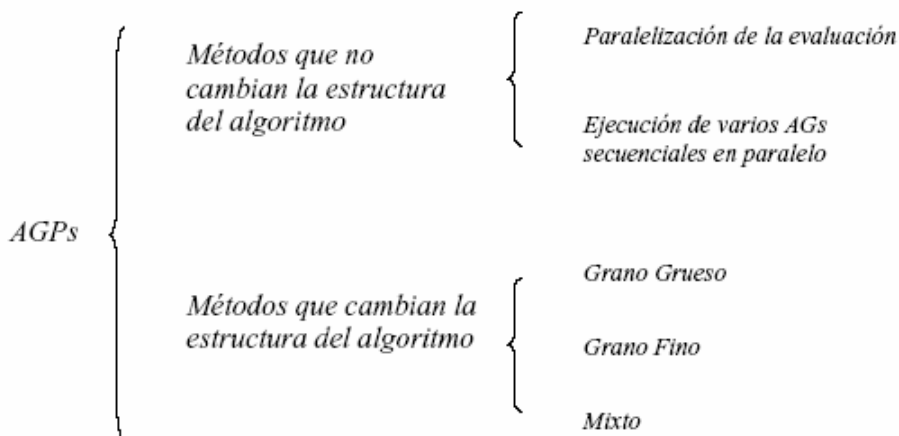 AGPs
Métodos que no
cambian la estructura
del algoritmo
Paralelización de la evaluación
Ejecución de varios AGs
secuenciales en paralelo
Métodos que cambian la
estructura del algoritmo
Grano Grueso
Grano Fino
Mixto